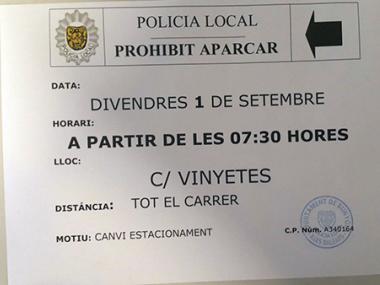 POLICIA LOCAL
PROHIBIT APARCAR
DATA:
DIVENDRES 1 DE SETEMBRE
HORARI:
A PARTIR DE LES 07:30 HORES
LLOC:
C/ VINYETES
DISTÁNCIA: TOT EL CARRER
MOTIU: CANVI ESTACIONAMENT
C.P. Núm. A340164